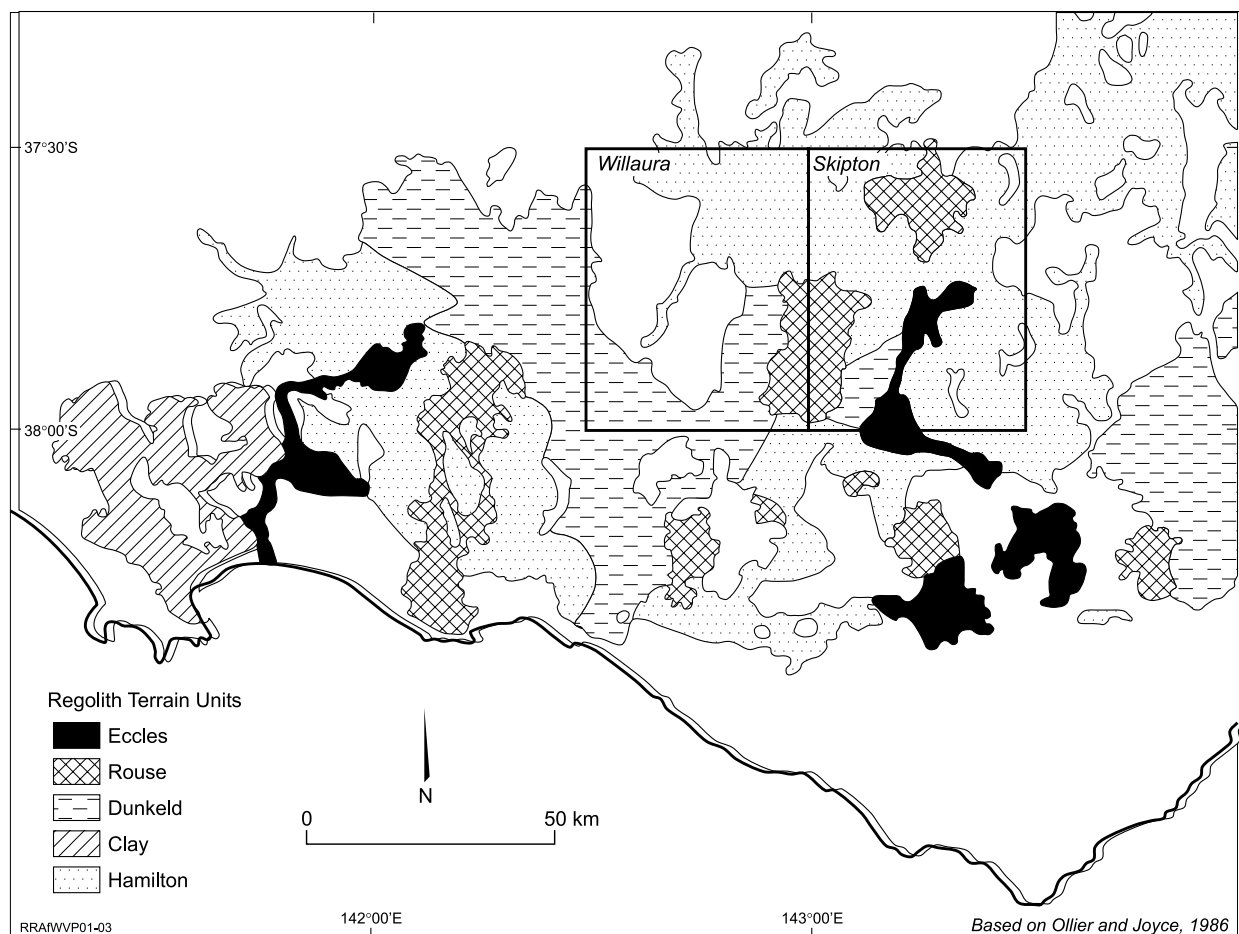 37°30'S
Willaura
Skipton
38°00'S
Regolith Terrain Units
Eccles
Rouse
Dunkeld
Clay
Hamilton
N
0
50 km
142°00'E
143°00'E
RRAfWVP01-03
Based on Ollier and Joyce, 1986